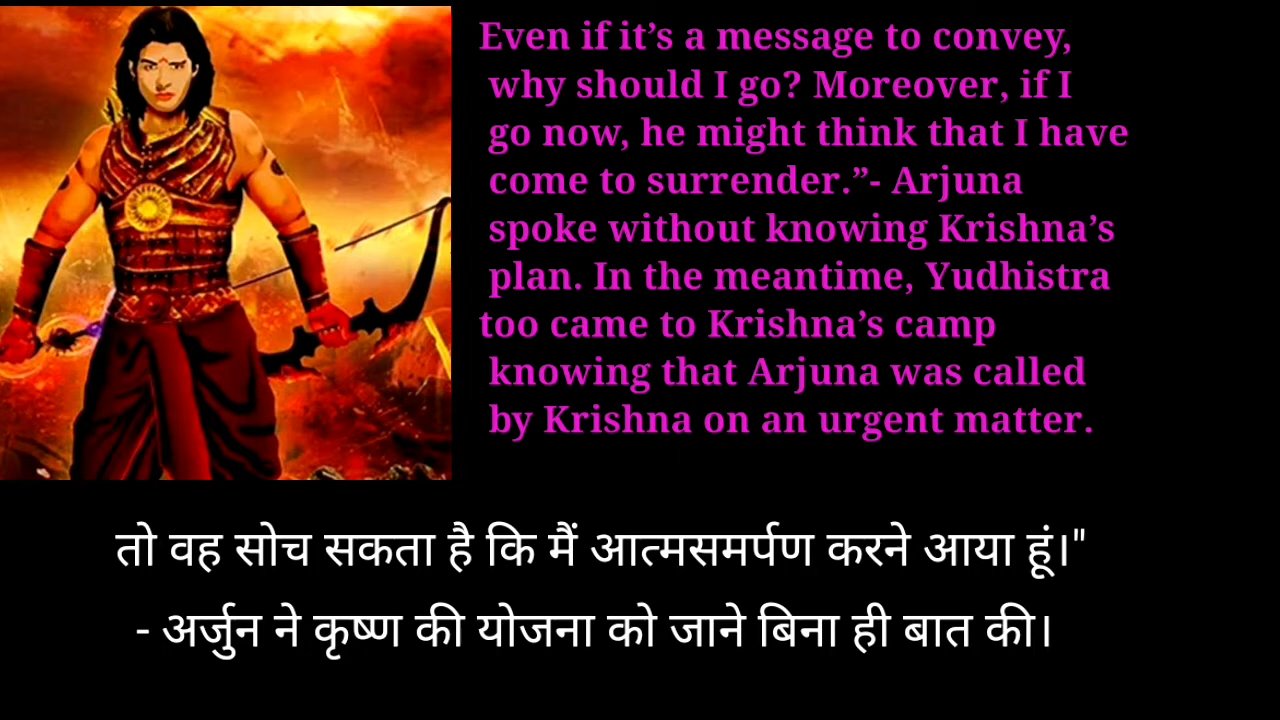 Even if it’s a message to convey,
why should I go? Moreover, if I
go now, he might think that I have
come to surrender.”- Arjuna
spoke without knowing Krishna’s
plan. In the meantime, Yudhistra
too came to Krishna’s camp
knowing that Arjuna was called
by Krishna on an urgent matter.
तो वह सोच सकता है कि मैं आत्मसमर्पण करने आया हूं।"
- अर्जुन ने कृष्ण की योजना को जाने बिना ही बात की।